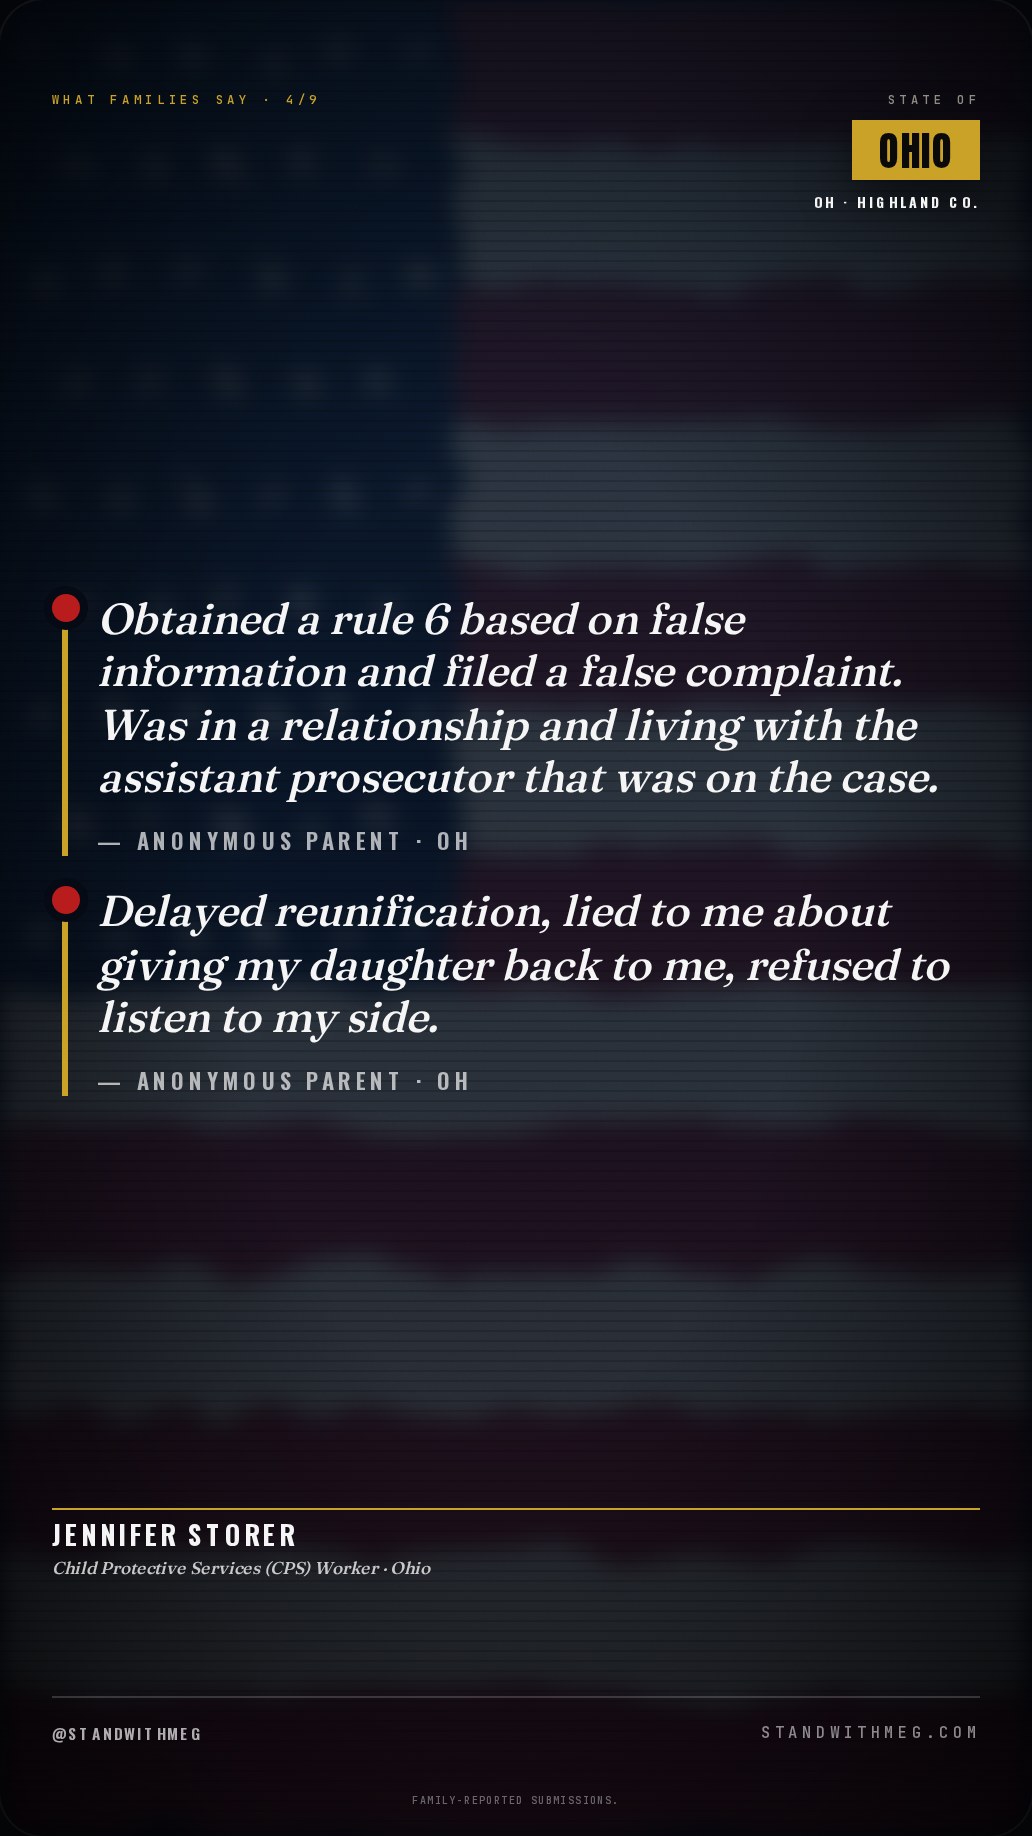 WHAT FAMILIES SAY · 4/9
STATE OF
OHIO
OH · HIGHLAND CO.
Obtained a rule 6 based on false
information and filed a false complaint.
Was in a relationship and living with the
assistant prosecutor that was on the case.
— ANONYMOUS PARENT · OH
Delayed reunification, lied to me about
giving my daughter back to me, refused to
listen to my side.
— ANONYMOUS PARENT · OH
JENNIFER STORER
Child Protective Services (CPS) Worker · Ohio
@STANDWITHMEG
STANDWITHMEG.COM
FAMILY-REPORTED SUBMISSIONS.